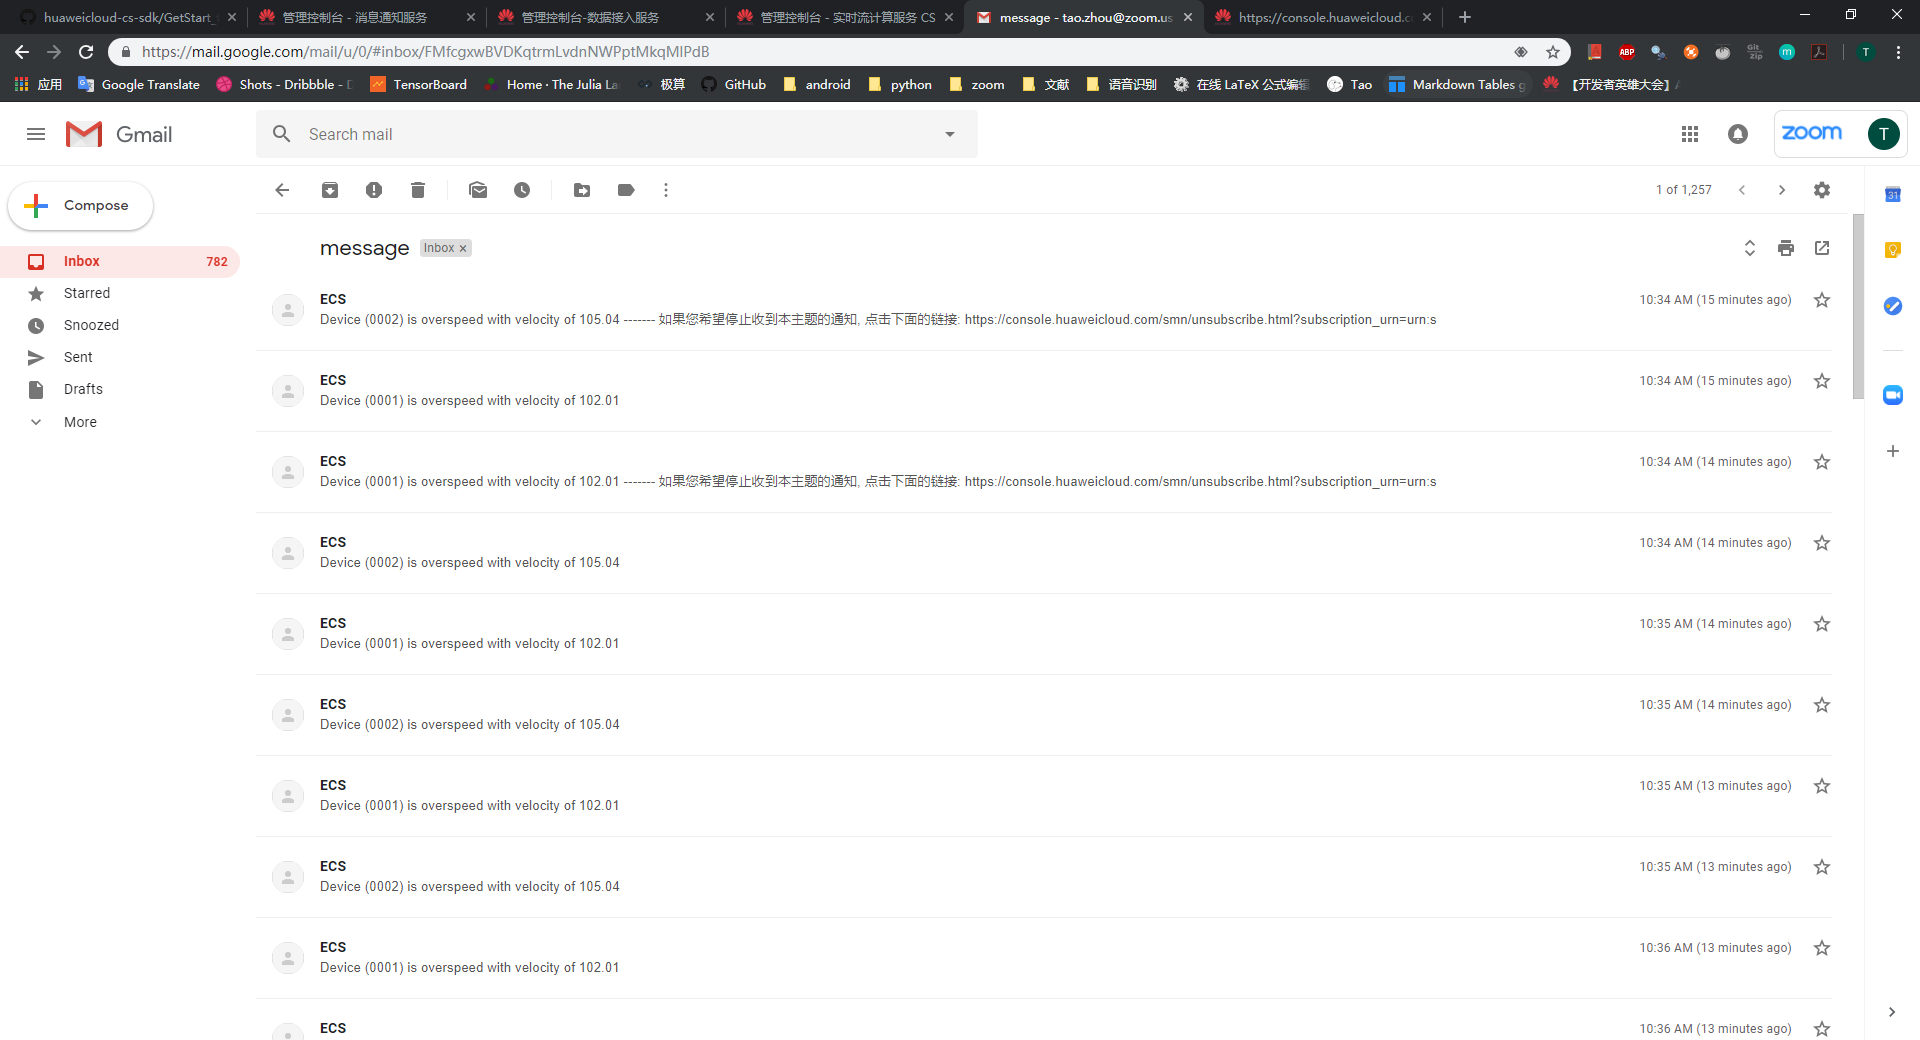 huaweicloud-cs-sdk/GetStart_
管理控制台 - 消息通知服务
管理控制台-数据接入服务
管理控制台 - 实时流计算服务 CS
message - tao.zhou@zoom.us
https://console.huaweicloud.c
https://mail.google.com/mail/u/0/#inbox/FMfcgxwBVDKqtrmLvdnNWPptMkqMlPdB
ABP
Git zip
m
T
应用
Google Translate
Shots - Dribbble - D
TensorBoard
Home · The Julia La
极算
GitHub
android
python
zoom
文献
语音识别
在线 LaTeX 公式编辑
Tao
Markdown Tables g
【开发者英雄大会】
Gmail
Search mail
zoom
T
Compose
1 of 1,257
31
Inbox 782
Starred
Snoozed
Sent
Drafts
More
message
Inbox ×
ECS
10:34 AM (15 minutes ago)
Device (0002) is overspeed with velocity of 105.04 ------- 如果您希望停止收到本主题的通知, 点击下面的链接: https://console.huaweicloud.com/smn/unsubscribe.html?subscription_urn=urn:s
ECS
10:34 AM (15 minutes ago)
Device (0001) is overspeed with velocity of 102.01
ECS
10:34 AM (14 minutes ago)
Device (0001) is overspeed with velocity of 102.01 ------- 如果您希望停止收到本主题的通知, 点击下面的链接: https://console.huaweicloud.com/smn/unsubscribe.html?subscription_urn=urn:s
ECS
10:34 AM (14 minutes ago)
Device (0002) is overspeed with velocity of 105.04
ECS
10:35 AM (14 minutes ago)
Device (0001) is overspeed with velocity of 102.01
ECS
10:35 AM (14 minutes ago)
Device (0002) is overspeed with velocity of 105.04
ECS
10:35 AM (13 minutes ago)
Device (0001) is overspeed with velocity of 102.01
ECS
10:35 AM (13 minutes ago)
Device (0002) is overspeed with velocity of 105.04
ECS
10:36 AM (13 minutes ago)
Device (0001) is overspeed with velocity of 102.01
ECS
10:36 AM (13 minutes ago)